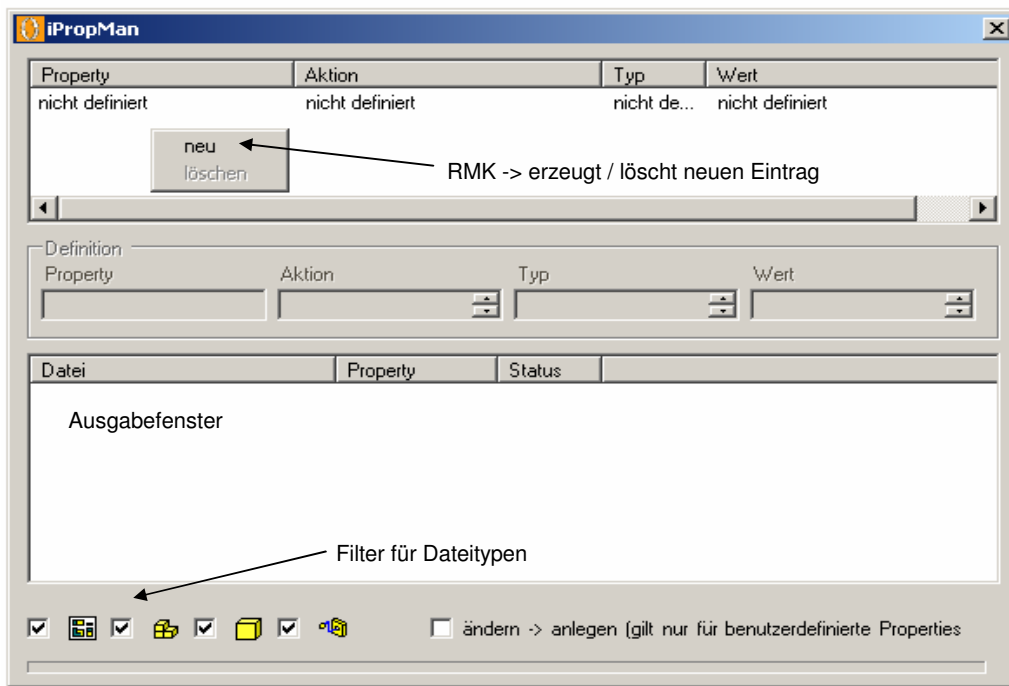 iPropMan
Property Aktion Typ Wert
nicht definiert nicht definiert nicht de... nicht definiert
neu
löschen
RMK -> erzeugt / löscht neuen Eintrag
Definition
Property Aktion Typ Wert
Datei Property Status
Ausgabefenster
Filter für Dateitypen
ändern -> anlegen (gilt nur für benutzerdefinierte Properties